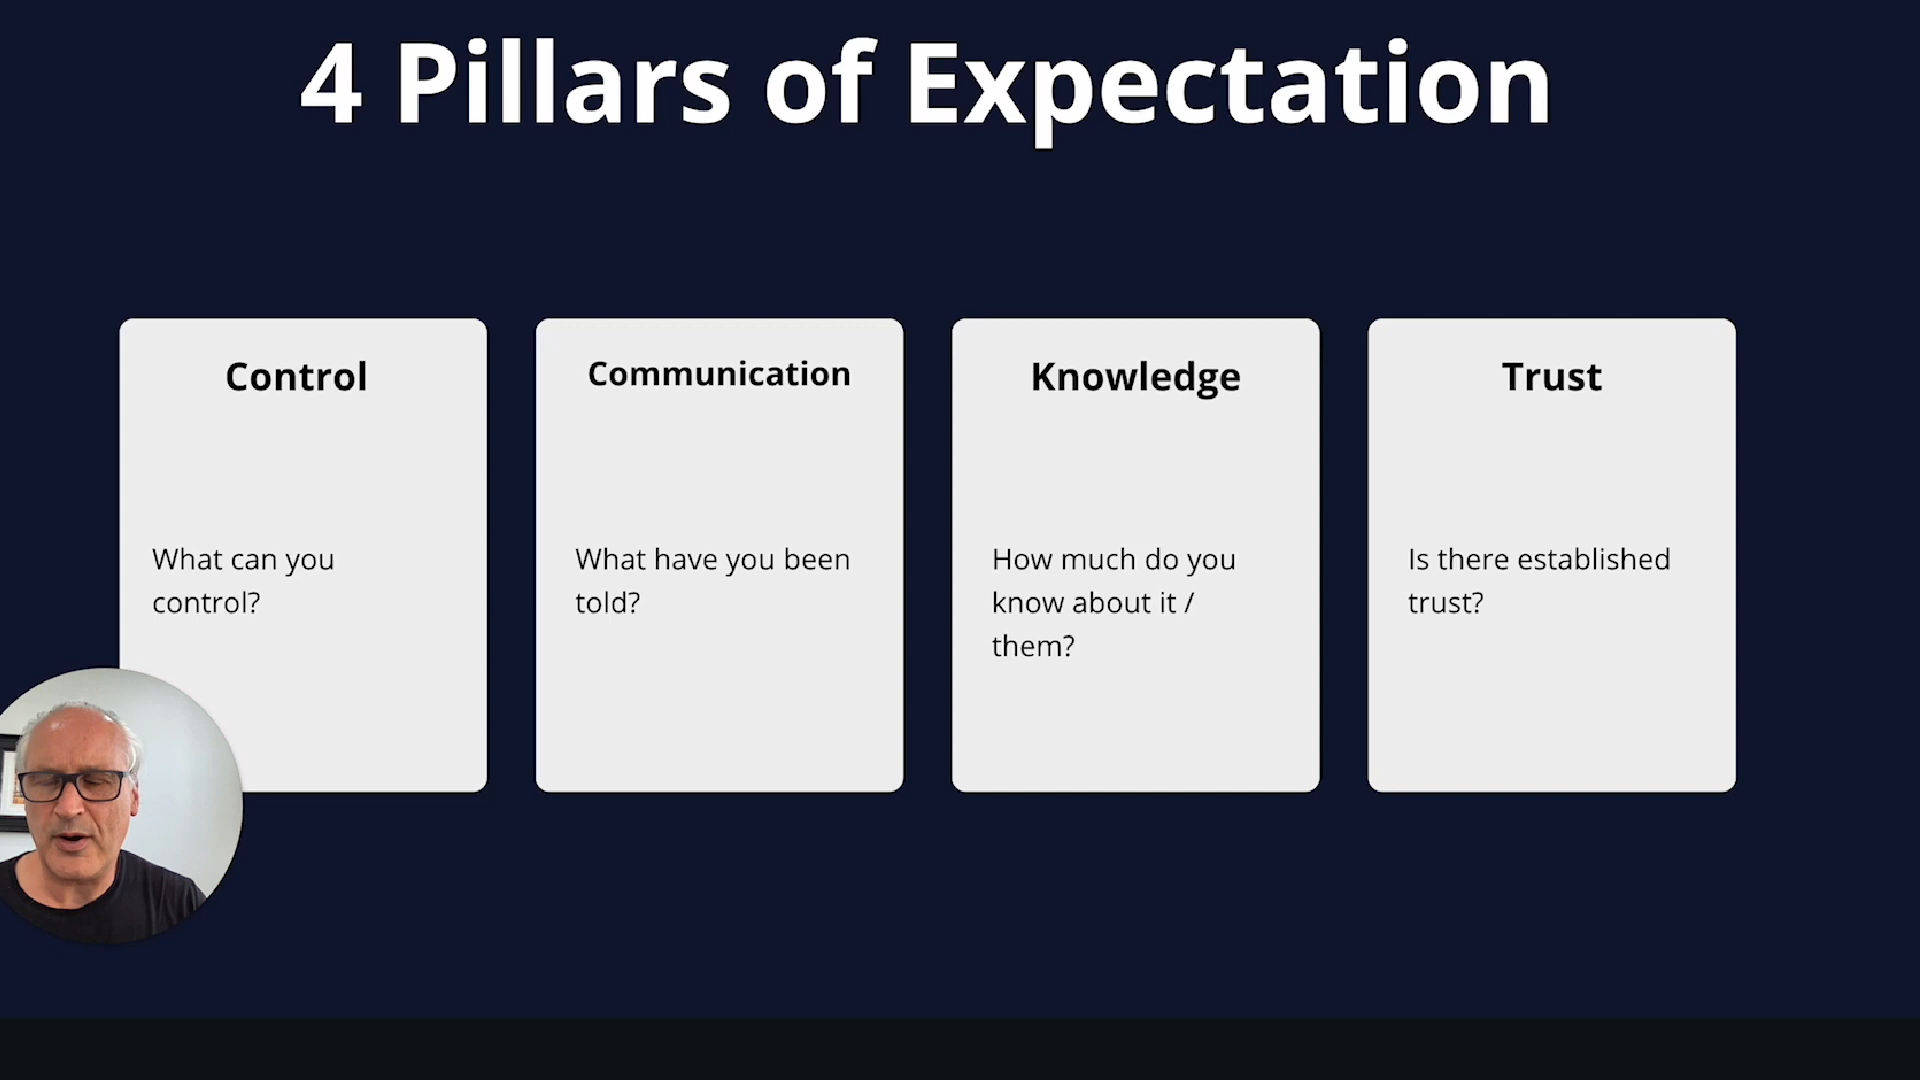 4 Pillars of Expectation
Control
What can you
control?
Communication
What have you been
told?
Knowledge
How much do you
know about it /
them?
Trust
Is there established
trust?